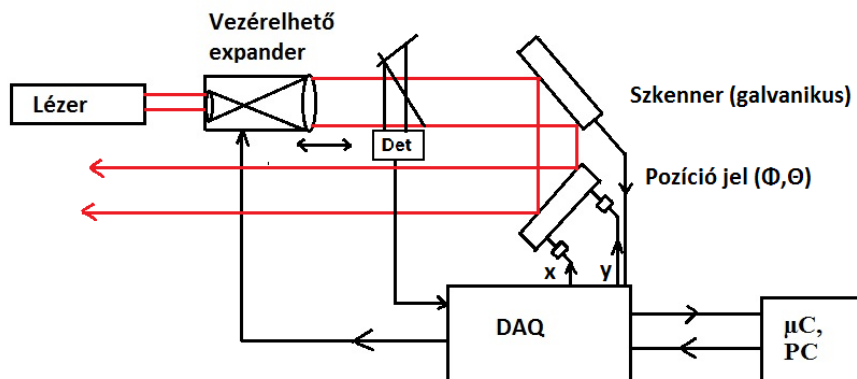 Vezérelhető
expander
Lézer
Szkenner (galvanikus)
Det
Pozíció jel (Φ,Θ)
x
y
DAQ
μC,
PC